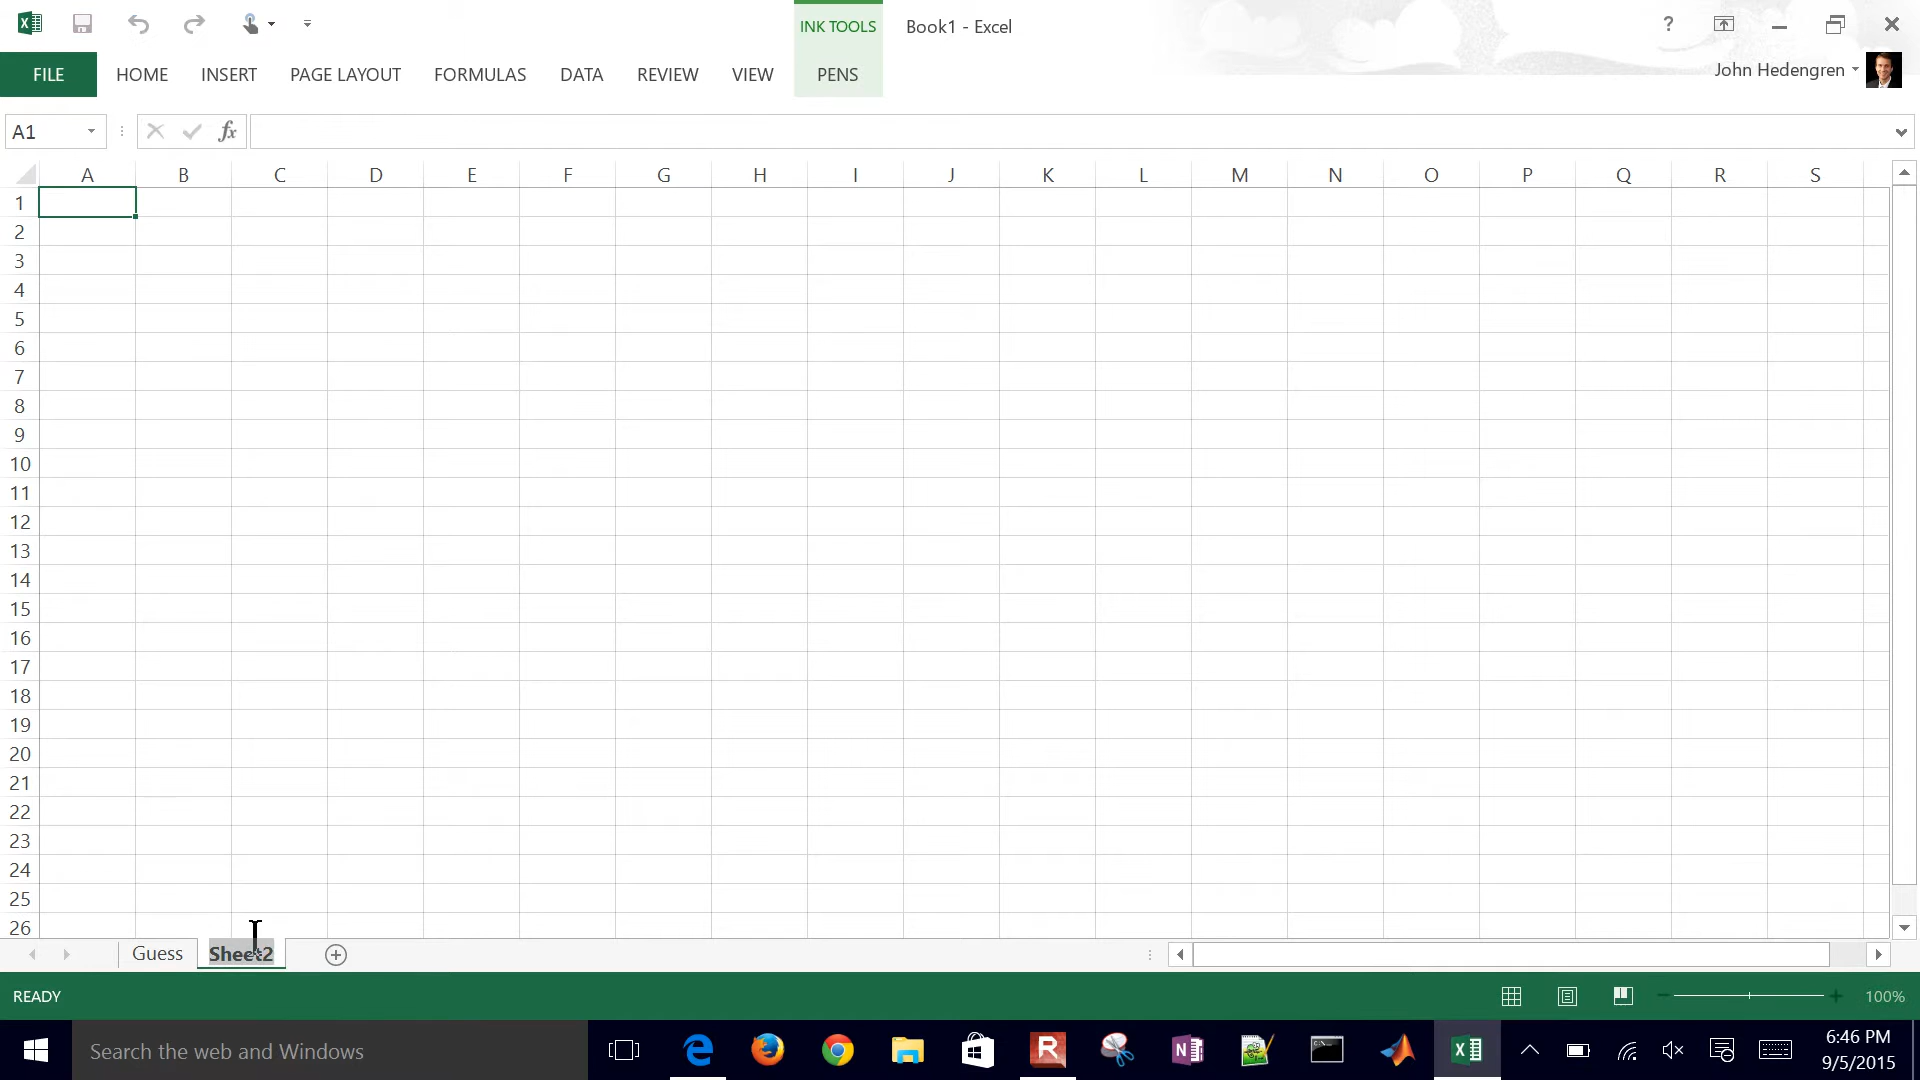 INK TOOLS
Book1 - Excel
?
FILE
HOME
INSERT
PAGE LAYOUT
FORMULAS
DATA
REVIEW
VIEW
PENS
John Hedengren
A1
fx
A B C D E F G H I J K L M N O P Q R S
1
2
3
4
5
6
7
8
9
10
11
12
13
14
15
16
17
18
19
20
21
22
23
24
25
26
Guess
Sheet2
READY
100%
Search the web and Windows
6:46 PM
9/5/2015